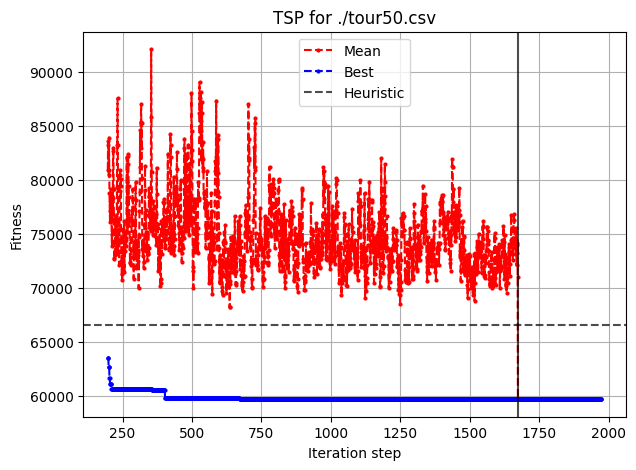 TSP for ./tour50.csv
Mean
Best
Heuristic
Fitness
90000
85000
80000
75000
70000
65000
60000
250 500 750 1000 1250 1500 1750 2000
Iteration step